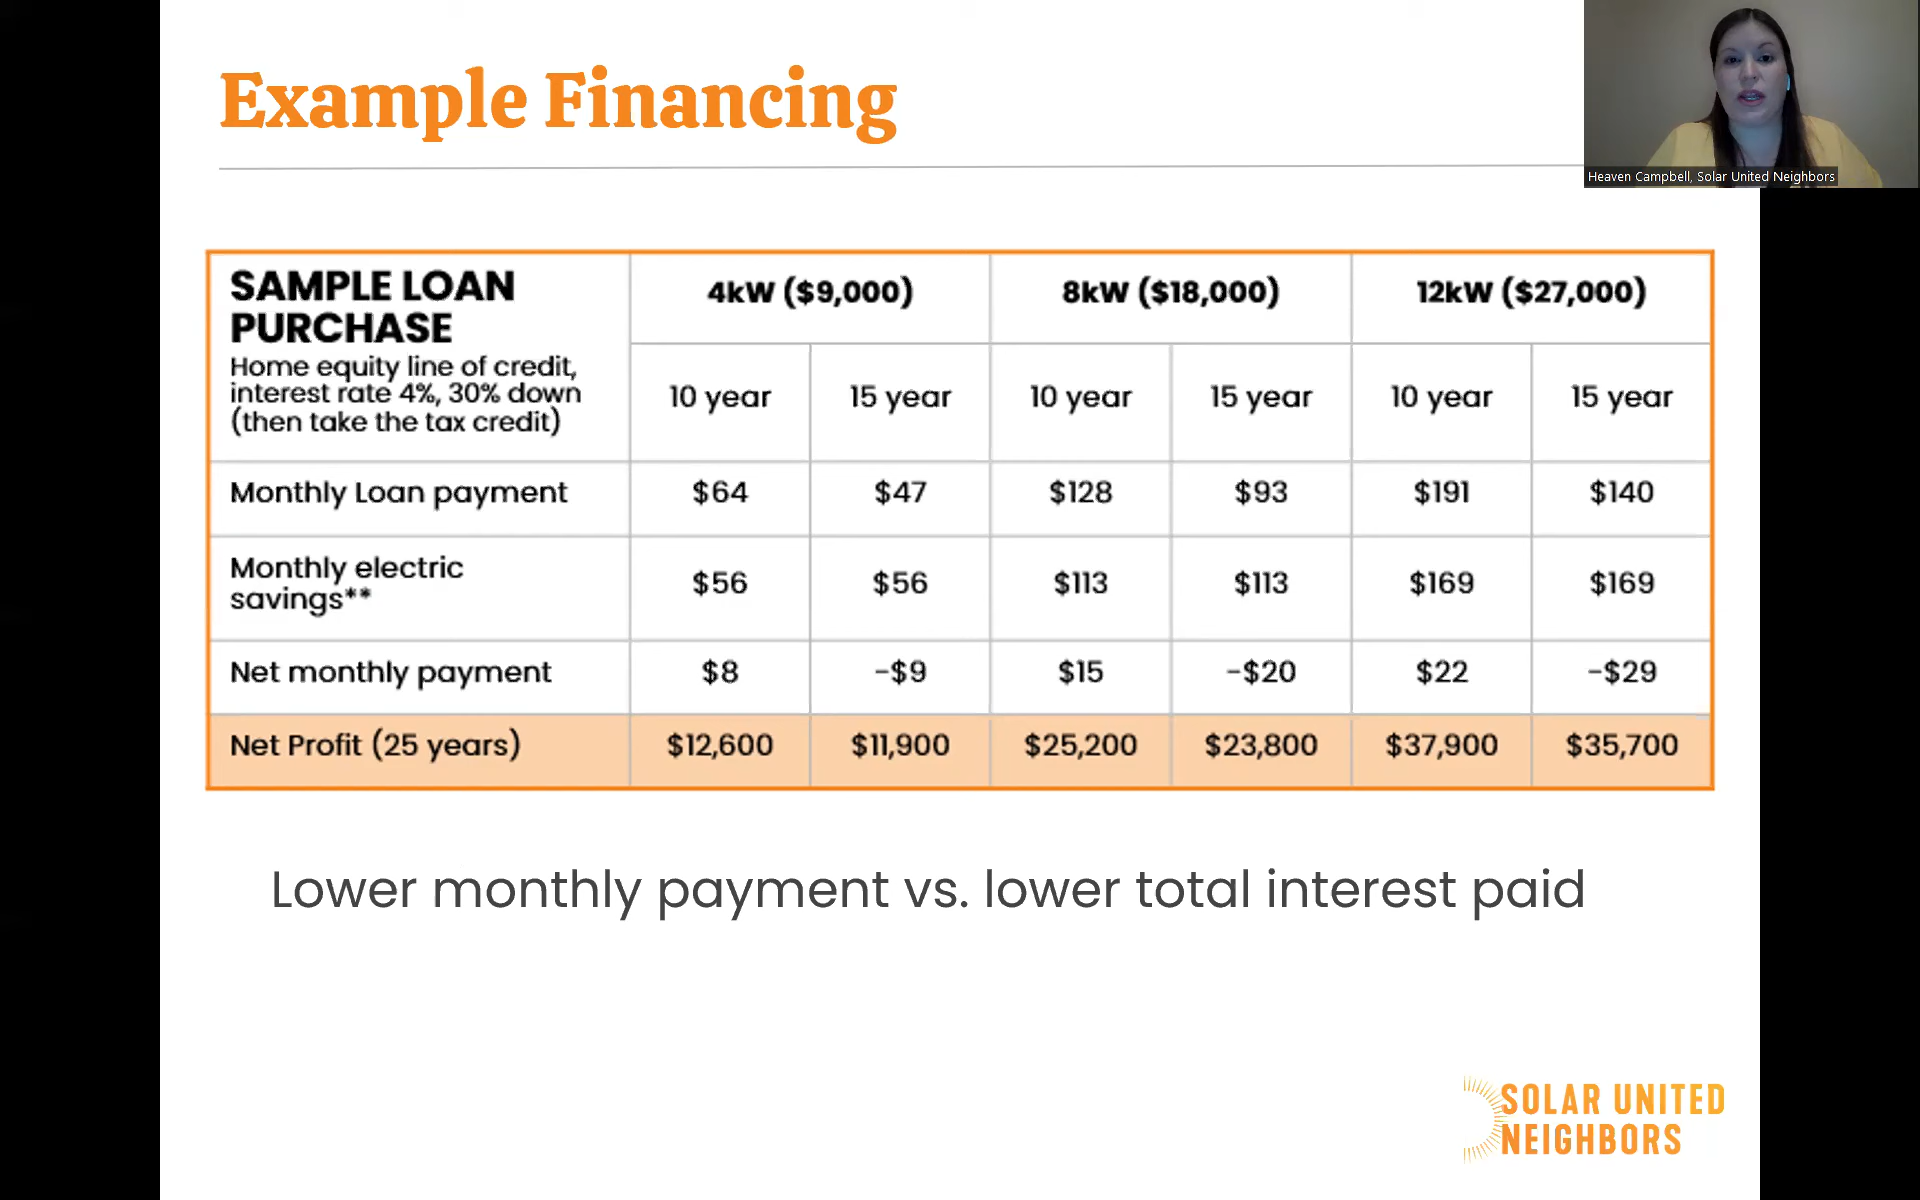 Example Financing
Heaven Campbell, Solar United Neighbors
SAMPLE LOAN
PURCHASE
Home equity line of credit,
interest rate 4%, 30% down
(then take the tax credit)
4kW ($9,000) 8kW ($18,000) 12kW ($27,000)
10 year 15 year 10 year 15 year 10 year 15 year
Monthly Loan payment $64 $47 $128 $93 $191 $140
Monthly electric
savings** $56 $56 $113 $113 $169 $169
Net monthly payment $8 -$9 $15 -$20 $22 -$29
Net Profit (25 years) $12,600 $11,900 $25,200 $23,800 $37,900 $35,700
Lower monthly payment vs. lower total interest paid
SOLAR UNITED
NEIGHBORS